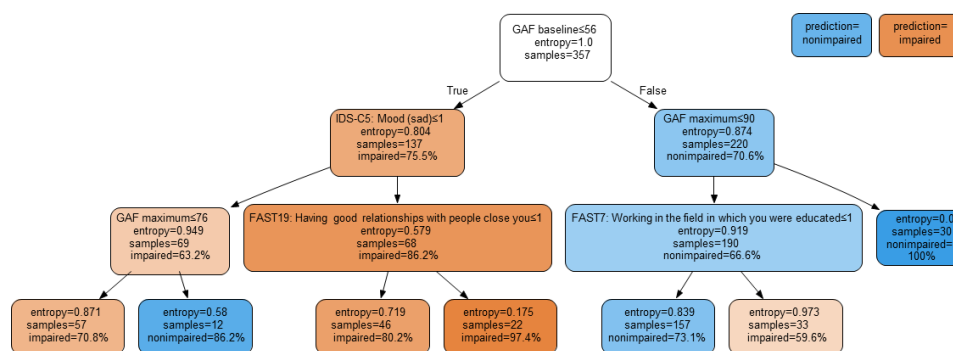 GAF baseline≤56
entropy=1.0
samples=357
prediction=
nonimpaired
prediction=
impaired
True
False
IDS-C5: Mood (sad)≤1
entropy=0.804
samples=137
impaired=75.5%
GAF maximum≤90
entropy=0.874
samples=220
nonimpaired=70.6%
GAF maximum≤76
entropy=0.949
samples=69
impaired=63.2%
FAST19: Having good relationships with people close you≤1
entropy=0.579
samples=68
impaired=86.2%
FAST7: Working in the field in which you were educated≤1
entropy=0.919
samples=190
nonimpaired=66.6%
entropy=0.0
samples=30
nonimpaired=
100%
entropy=0.871
samples=57
impaired=70.8%
entropy=0.58
samples=12
nonimpaired=86.2%
entropy=0.719
samples=46
impaired=80.2%
entropy=0.175
samples=22
impaired=97.4%
entropy=0.839
samples=157
nonimpaired=73.1%
entropy=0.973
samples=33
impaired=59.6%